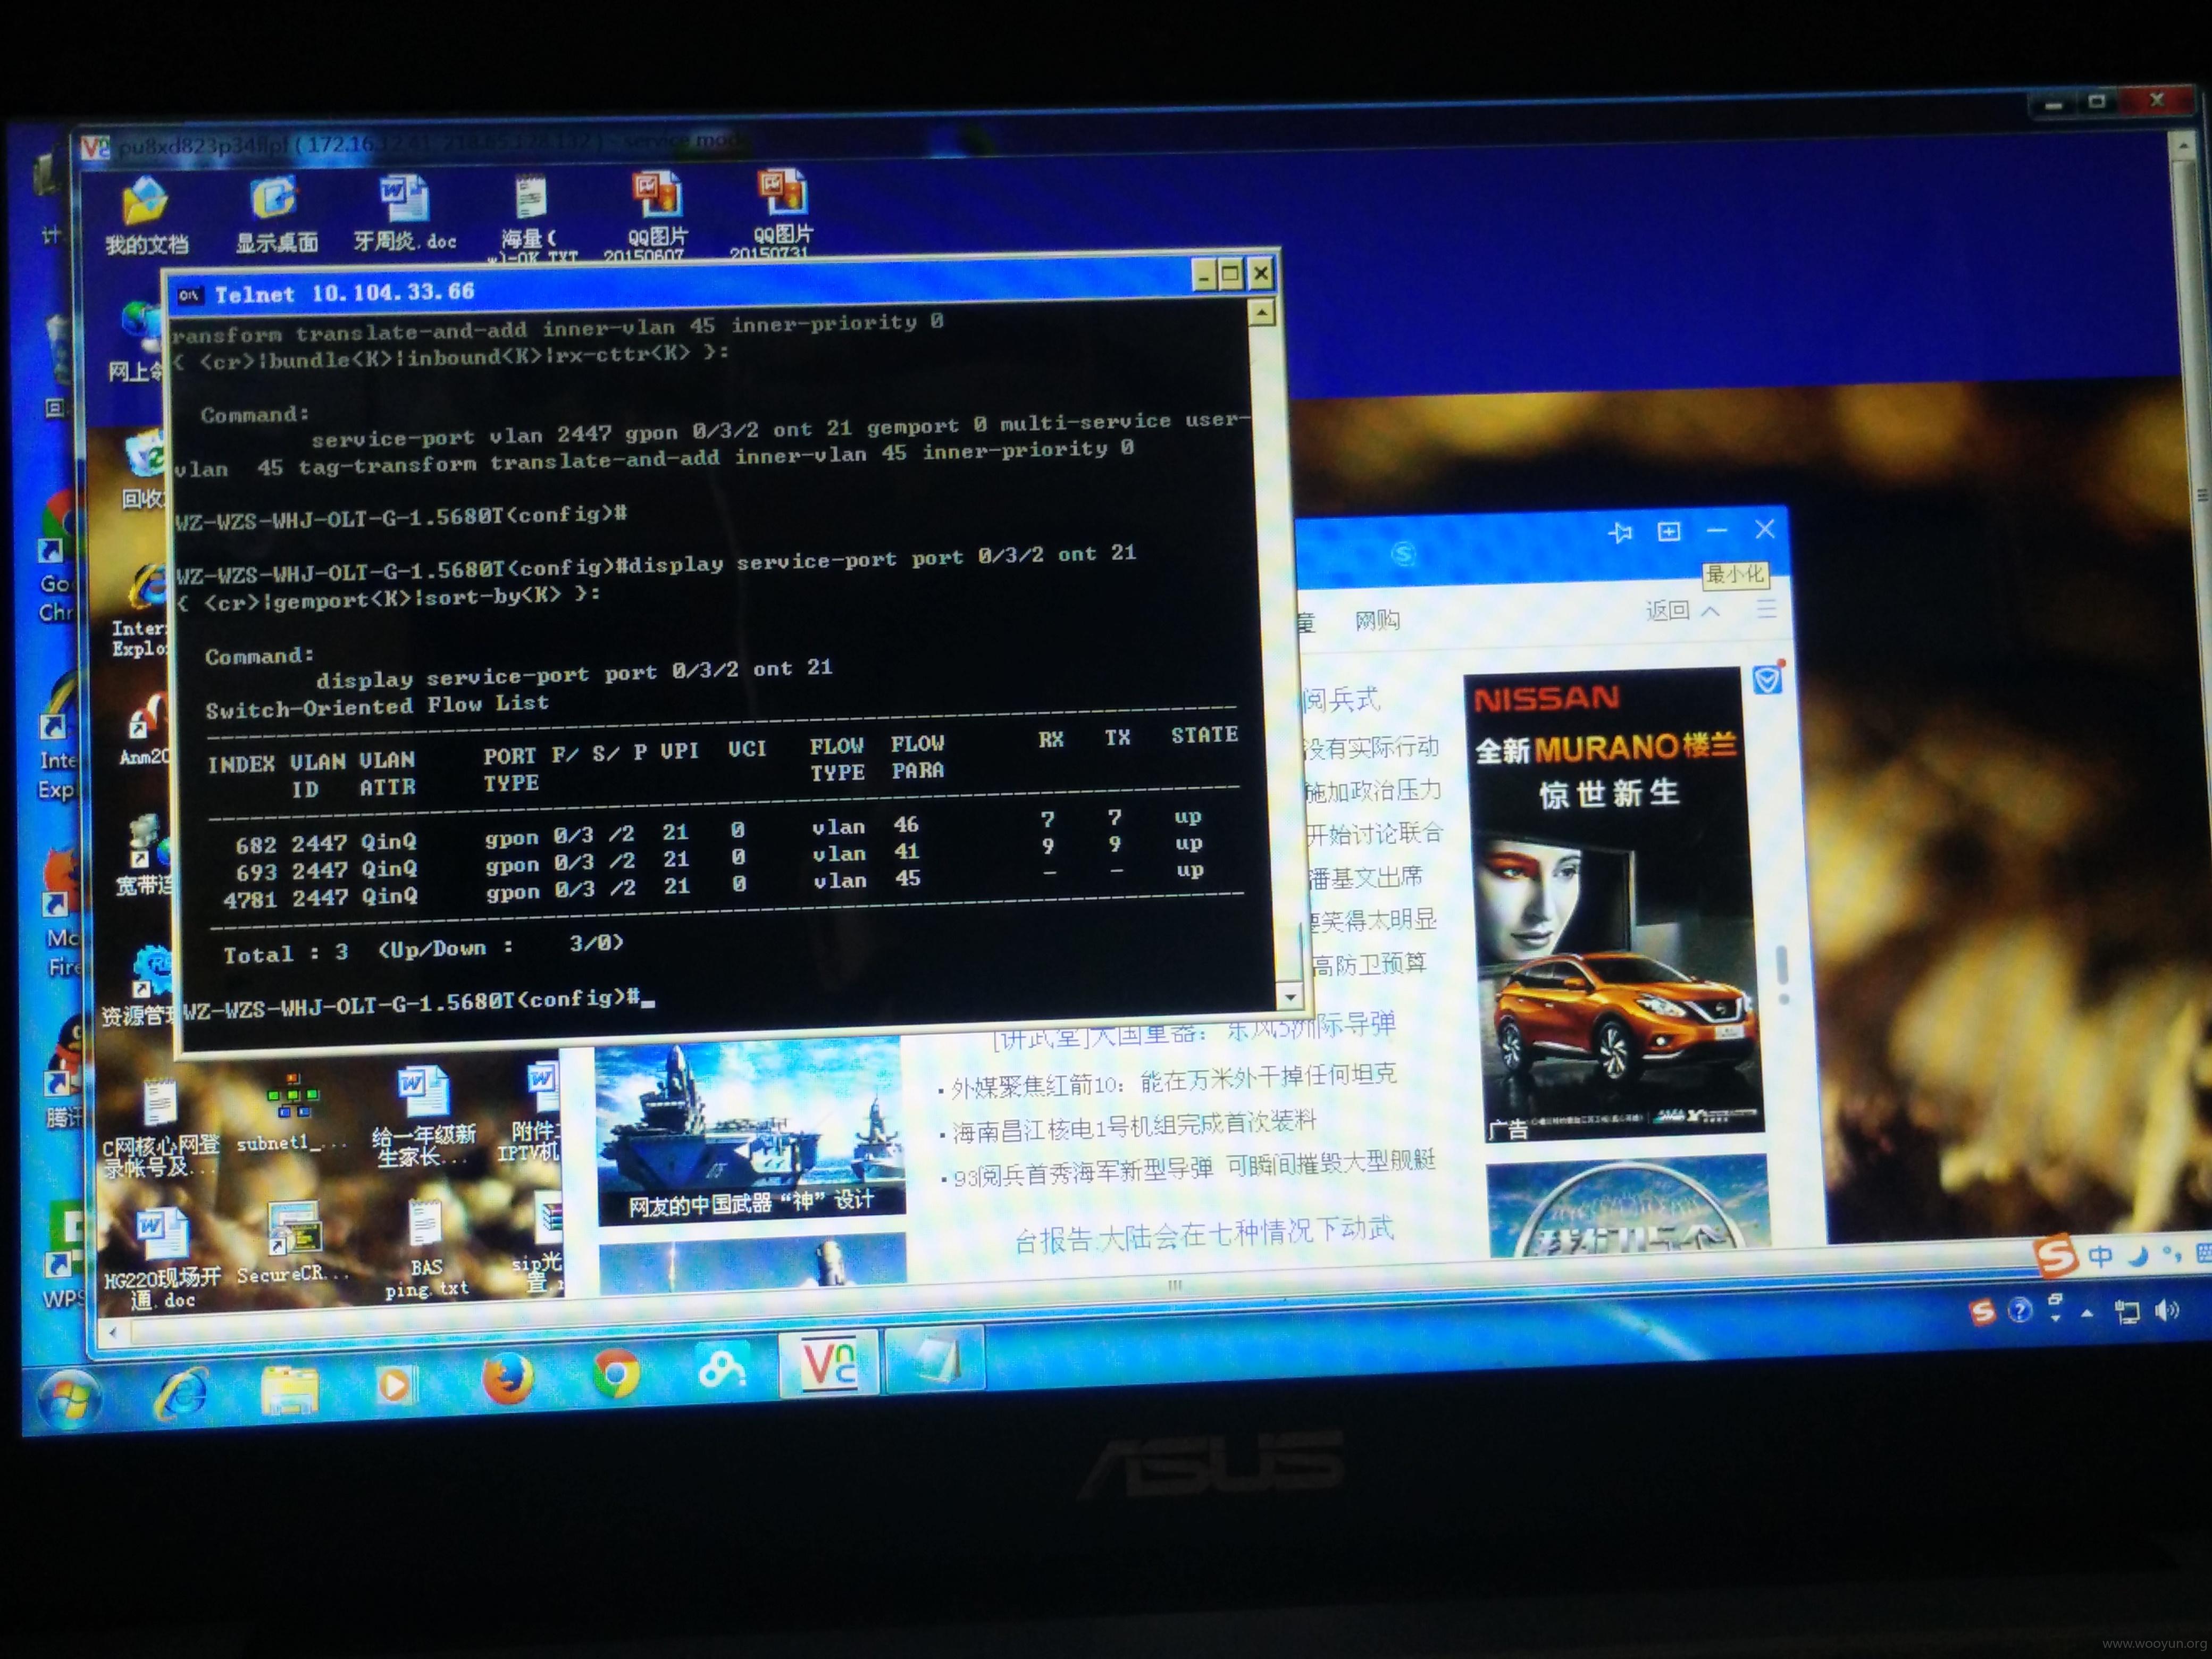 pu8xd823p34flpl ( 172.16.
我的文档
显示桌面
牙周炎.doc
海量(
w)-OK.TXT
QQ图片
20150607
QQ图片
20150731
Telnet 10.104.33.66
ransform translate-and-add inner-vlan 45 inner-priority 0
{ <cr>|bundle<K>|inbound<K>|rx-cttr<K> }:
Command:
service-port vlan 2447 gpon 0/3/2 ont 21 gemport 0 multi-service user-
vlan 45 tag-transform translate-and-add inner-vlan 45 inner-priority 0
WZ-WZS-WHJ-OLT-G-1.5680T(config)#
WZ-WZS-WHJ-OLT-G-1.5680T(config)#display service-port port 0/3/2 ont 21
{ <cr>|gemport<K>|sort-by<K> }:
Command:
display service-port port 0/3/2 ont 21
Switch-Oriented Flow List
INDEX VLAN VLAN PORT F/ S/ P VPI VCI FLOW FLOW RX TX STATE
ID ATTR TYPE TYPE PARA
682 2447 QinQ gpon 0/3 /2 21 0 vlan 46 7 7 up
693 2447 QinQ gpon 0/3 /2 21 0 vlan 41 9 9 up
4781 2447 QinQ gpon 0/3 /2 21 0 vlan 45 - - up
Total : 3 (Up/Down : 3/0)
WZ-WZS-WHJ-OLT-G-1.5680T(config)#_
计
网上邻
回
回收
Goo
Chr
Inter
Explo
Inte
Exp
Anm20
宽带连
Mo
Fire
资源管
腾讯
WPS
最小化
童 网购
返回
阅兵式
没有实际行动
施加政治压力
开始讨论联合
潘基文出席
要笑得太明显
高防卫预算
NISSAN
全新MURANO楼兰
惊世新生
广告
[讲武堂]大国重器：东风5洲际导弹
外媒聚焦红箭10：能在万米外干掉任何坦克
海南昌江核电1号机组完成首次装料
93阅兵首秀海军新型导弹 可瞬间摧毁大型舰艇
台报告:大陆会在七种情况下动武
网友的中国武器“神”设计
C网核心网登
录帐号及...
subnet1_...
给一年级新
生家长...
附件
IPTV机
HG220现场开
通.doc
SecureCR...
BAS
ping.txt
sip光
置.
中
VNC
ASUS
www.wooyun.org